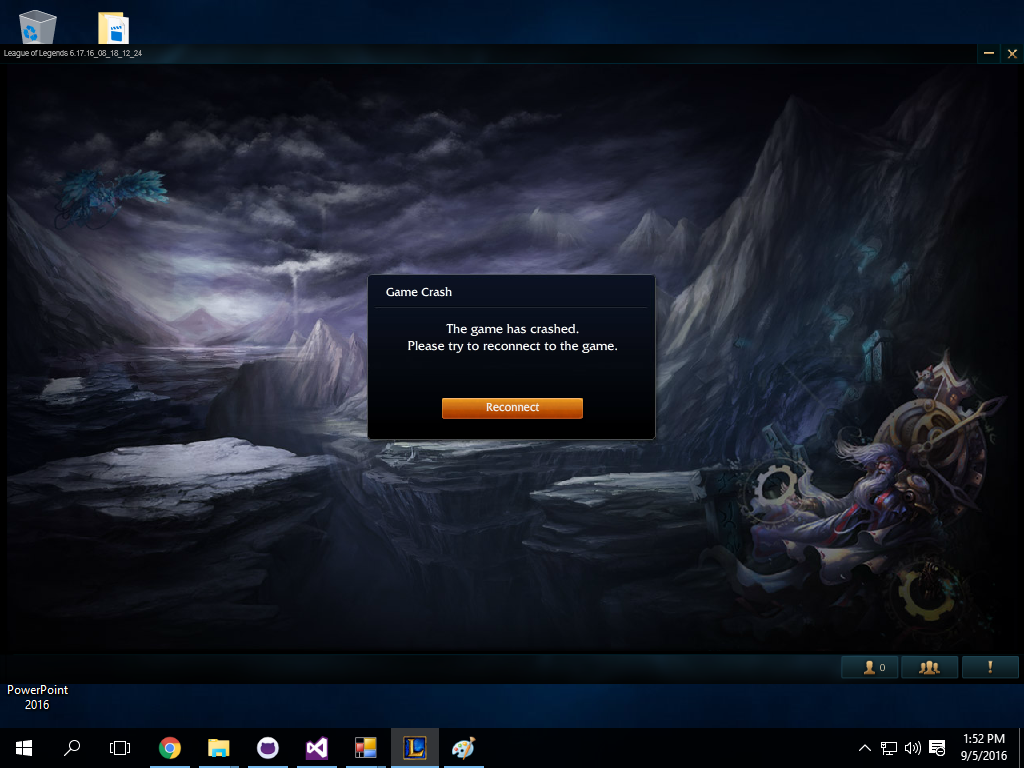 League of Legends 6.17.16_08_18_12_24
Game Crash
The game has crashed.
Please try to reconnect to the game.
Reconnect
0
PowerPoint
2016
1:52 PM
9/5/2016